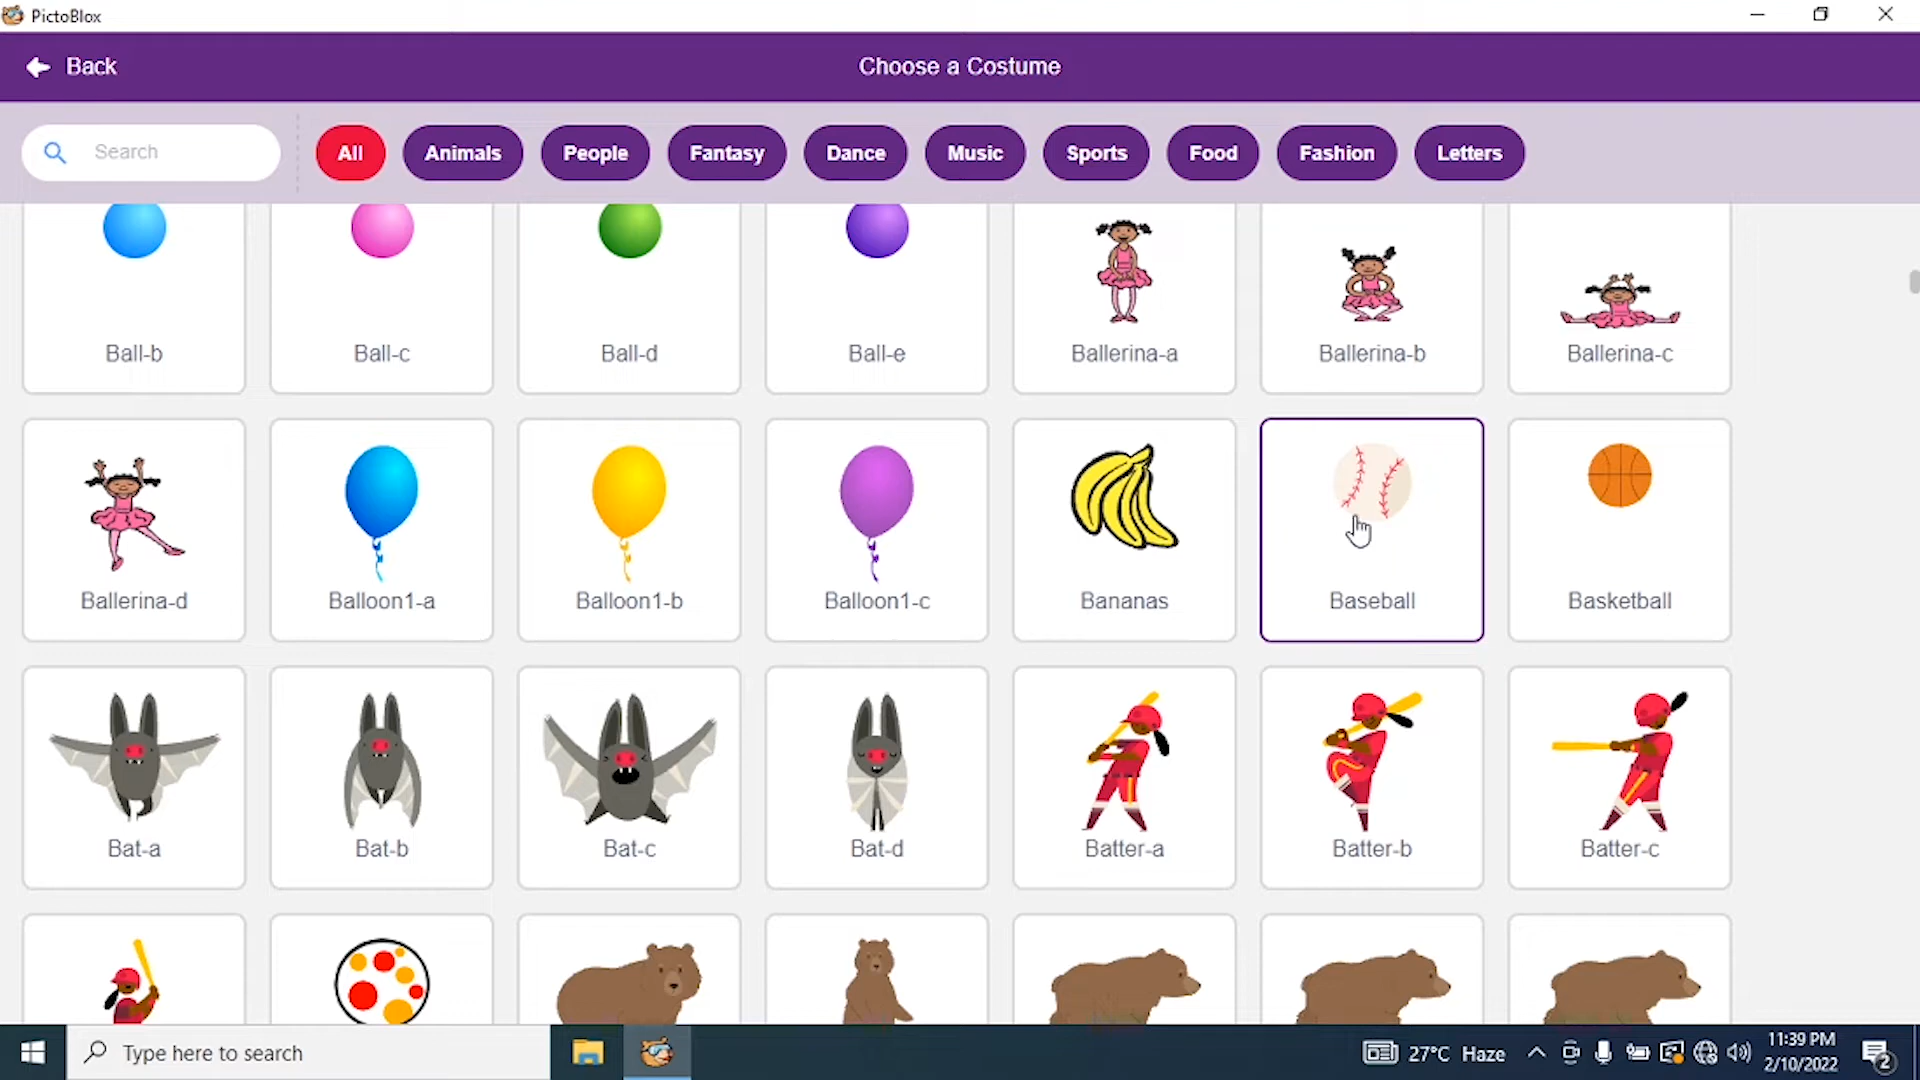 PictoBlox
Back
Choose a Costume
Search
All
Animals
People
Fantasy
Dance
Music
Sports
Food
Fashion
Letters
Ball-b
Ball-c
Ball-d
Ball-e
Ballerina-a
Ballerina-b
Ballerina-c
Ballerina-d
Balloon1-a
Balloon1-b
Balloon1-c
Bananas
Baseball
Basketball
Bat-a
Bat-b
Bat-c
Bat-d
Batter-a
Batter-b
Batter-c
Type here to search
27°C Haze
11:39 PM
2/10/2022
2